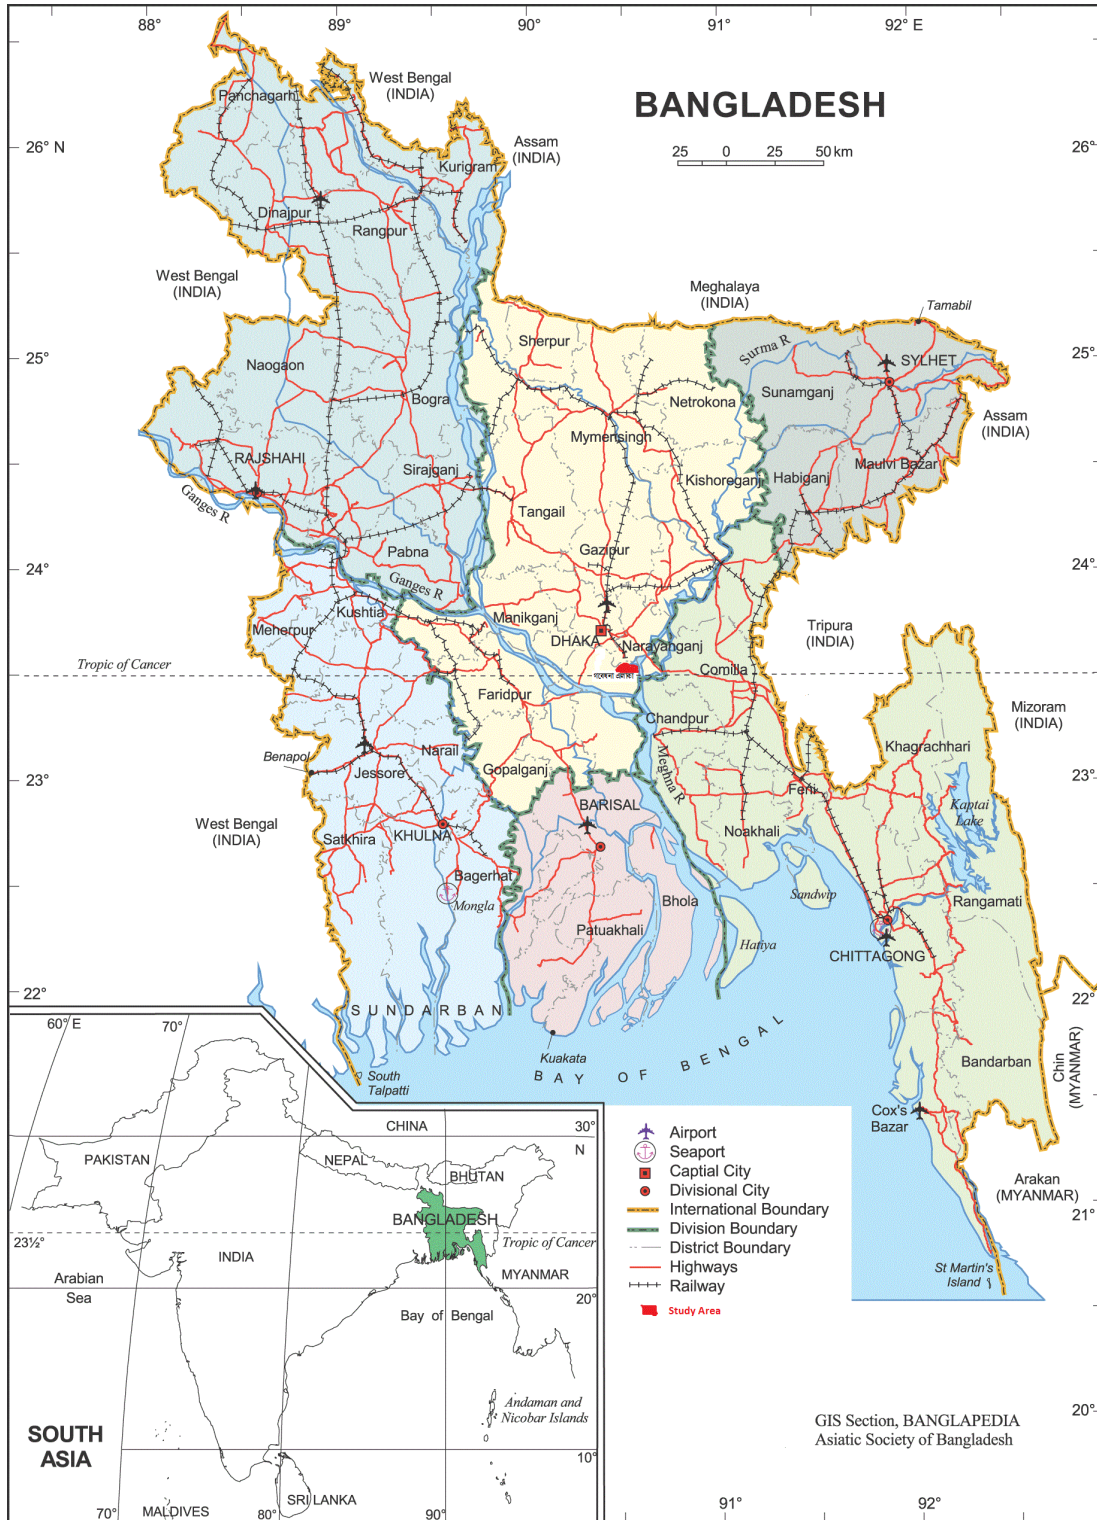 88°
89°
90°
91°
92° E
West Bengal
(INDIA)
BANGLADESH
Panchagarh
26° N
Assam
(INDIA)
26°
25 0 25 50 km
Kurigram
Dinajpur
Rangpur
West Bengal
(INDIA)
Meghalaya
(INDIA)
Tamabil
Sherpur
Surma R
25°
SYLHET
25°
Naogaon
Sunamganj
Bogra
Netrokona
Assam
(INDIA)
Mymensingh
RAJSHAHI
Sirajganj
Maulvi Bazar
Kishoreganj
Habiganj
Ganges R
Tangail
Pabna
Gazipur
24°
24°
Ganges R
Kushtia
Manikganj
Meherpur
DHAKA
Narayanganj
Tripura
(INDIA)
Tropic of Cancer
Comilla
গবেষনা এলাকা
Faridpur
Mizoram
(INDIA)
Chandpur
Khagrachhari
Narail
Benapol
Jessore
Gopalganj
Meghna R
23°
23°
Feni
BARISAL
Kaptai
Lake
West Bengal
(INDIA)
Satkhira
KHULNA
Noakhali
Bagerhat
Mongla
Bhola
Sandwip
Rangamati
Patuakhali
Hatiya
CHITTAGONG
22°
22°
SUNDARBAN
Kuakata
BAY OF BENGAL
Chin
(MYANMAR)
Bandarban
South
Talpatti
Cox's
Bazar
Arakan
(MYANMAR)
21°
St Martin's
Island
20°
60° E
70°
CHINA
30°
N
PAKISTAN
NEPAL
BHUTAN
BANGLADESH
23½°
Tropic of Cancer
INDIA
MYANMAR
Arabian
Sea
20°
Bay of Bengal
Andaman and
Nicobar Islands
SOUTH
ASIA
10°
SRI LANKA
MALDIVES
70°
80°
90°
Airport
Seaport
Captial City
Divisional City
International Boundary
Division Boundary
District Boundary
Highways
Railway
Study Area
GIS Section, BANGLAPEDIA
Asiatic Society of Bangladesh
91°
92°